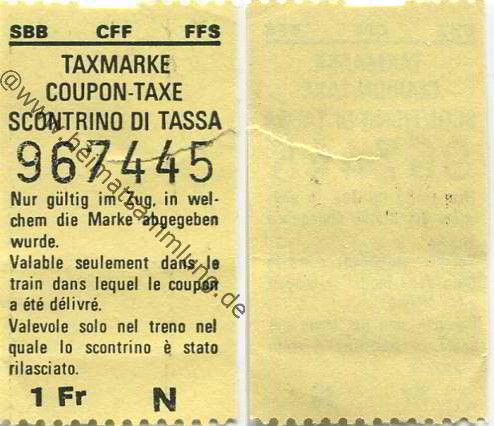 SBB CFF FFS
TAXMARKE
COUPON-TAXE
SCONTRINO DI TASSA
967445
Nur gültig im Zug, in wel-
chem die Marke abgegeben
wurde.
Valable seulement dans le
train dans lequel le coupon
a été délivré.
Valevole solo nel treno nel
quale lo scontrino è stato
rilasciato.
1 Fr N
@www.heimatsammlung.de